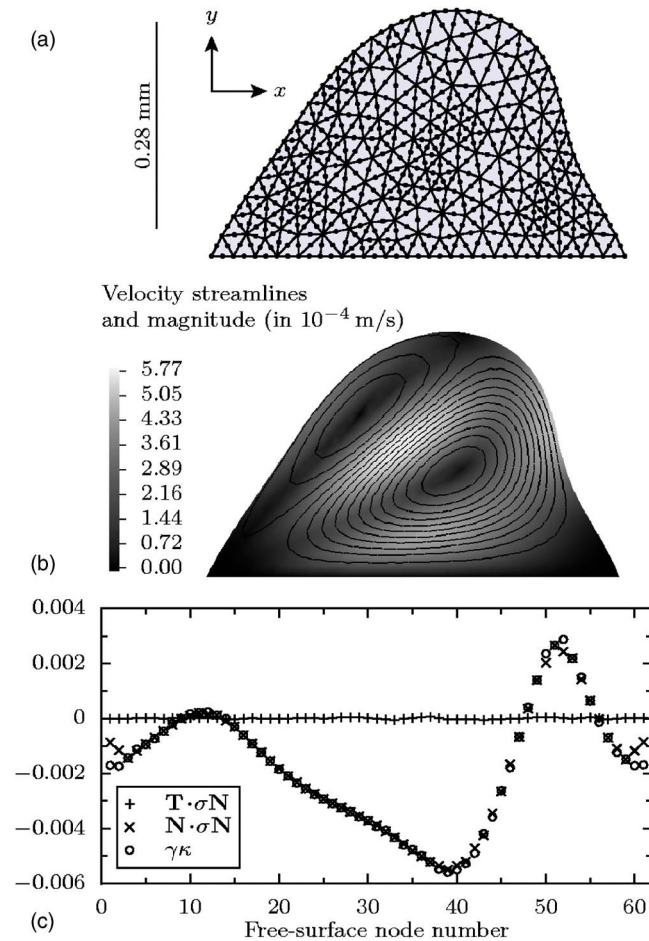 (a)
y
x
0.28 mm
Velocity streamlines
and magnitude (in 10⁻⁴ m/s)
5.77
5.05
4.33
3.61
2.89
2.16
1.44
0.72
0.00
(b)
0.004
0.002
0
−0.002
−0.004
−0.006
T·σN
N·σN
γκ
0 10 20 30 40 50 60
Free-surface node number
(c)